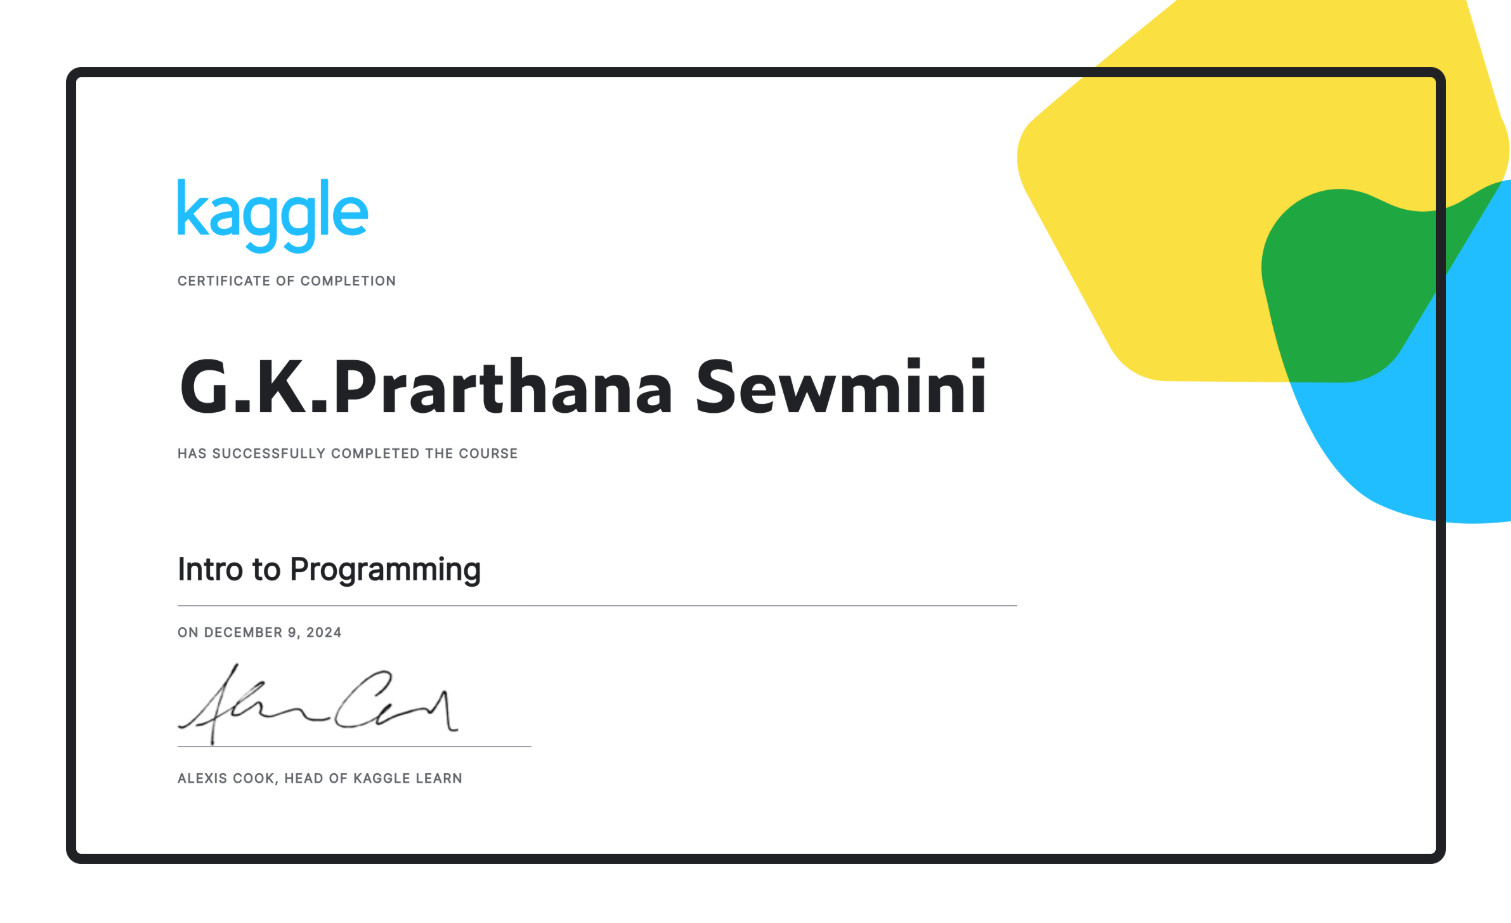 kaggle
CERTIFICATE OF COMPLETION
G.K.Prarthana Sewmini
HAS SUCCESSFULLY COMPLETED THE COURSE
Intro to Programming
ON DECEMBER 9, 2024
ALEXIS COOK, HEAD OF KAGGLE LEARN